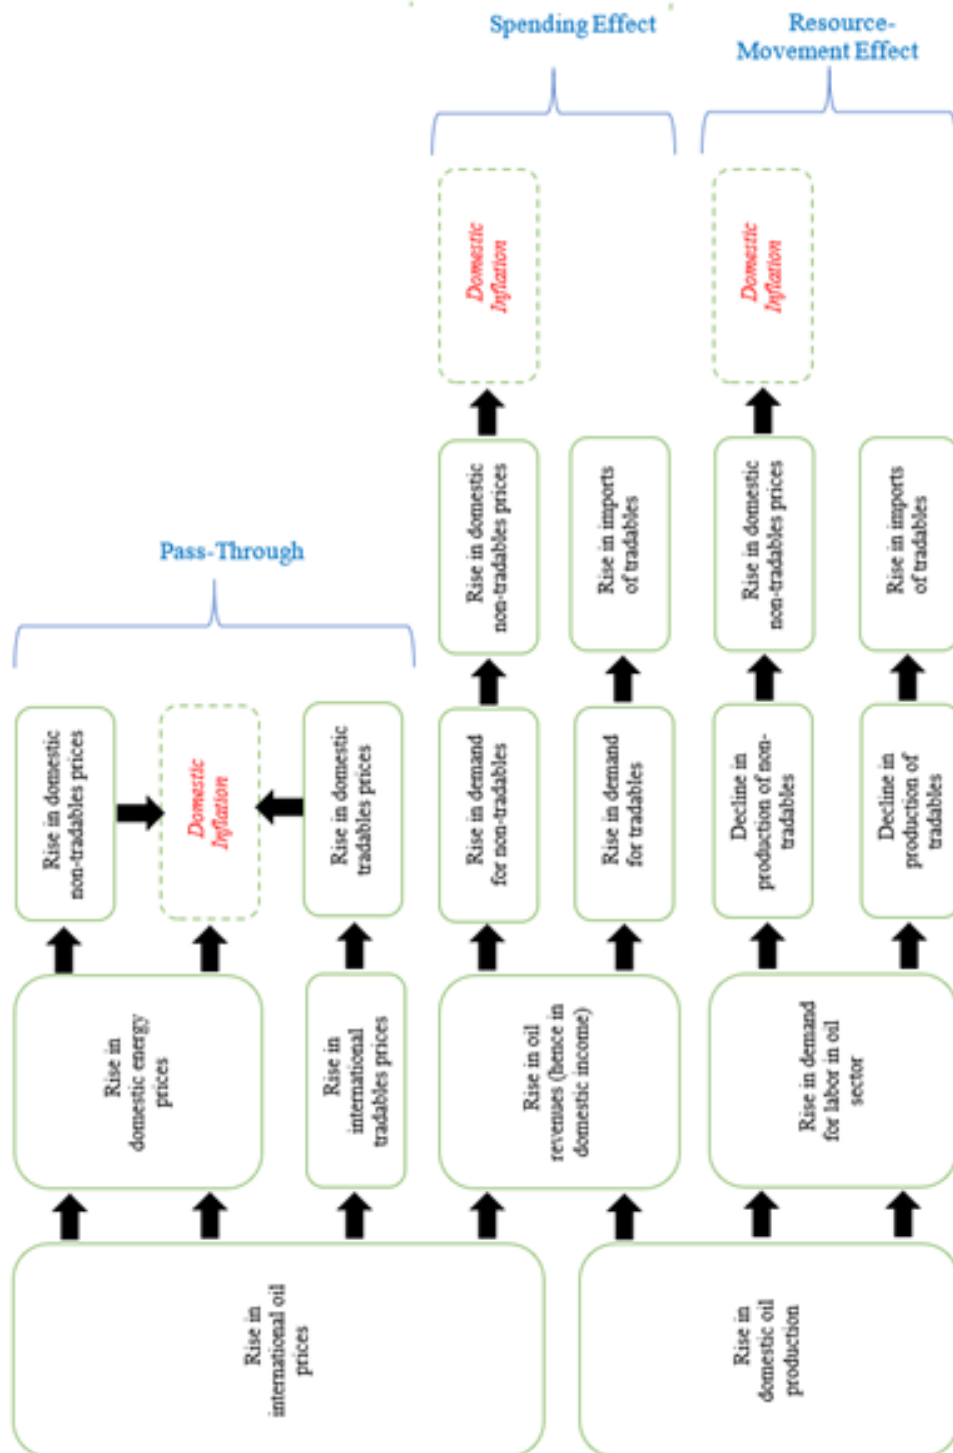 Spending Effect
Resource-
Movement Effect
Pass-Through
Rise in
international oil
prices
Rise in
domestic oil
production
Rise in
domestic energy
prices
Rise in
international
tradables prices
Rise in oil
revenues (hence in
domestic income)
Rise in demand
for labor in oil
sector
Rise in domestic
non-tradables prices
Domestic
Inflation
Rise in domestic
tradables prices
Rise in demand
for non-tradables
Rise in demand
for tradables
Decline in
production of non-
tradables
Decline in
production of
tradables
Rise in domestic
non-tradables prices
Rise in imports
of tradables
Rise in domestic
non-tradables prices
Rise in imports
of tradables
Domestic
Inflation
Domestic
Inflation